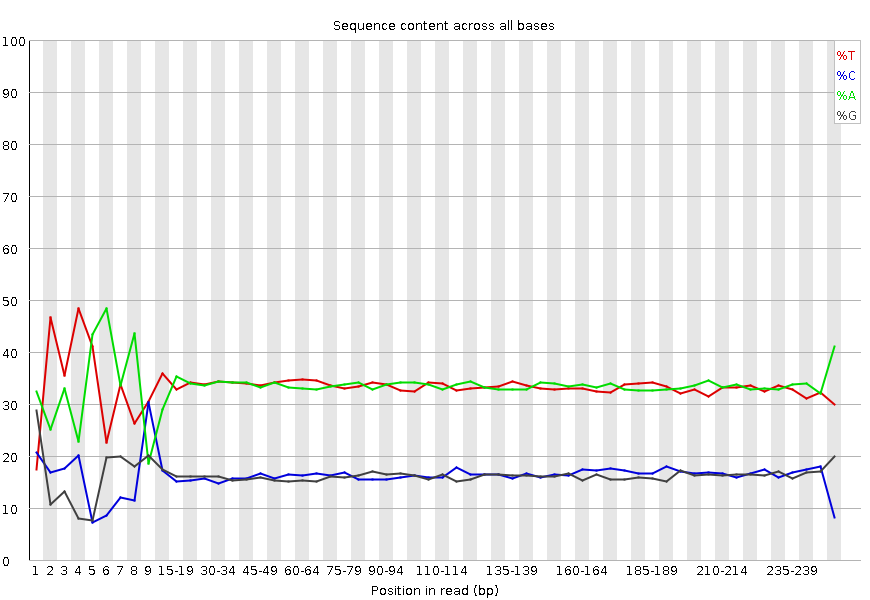 Sequence content across all bases
100
90
80
70
60
50
40
30
20
10
0
%T
%C
%A
%G
1 2 3 4 5 6 7 8 9 15-19 30-34 45-49 60-64 75-79 90-94 110-114 135-139 160-164 185-189 210-214 235-239
Position in read (bp)